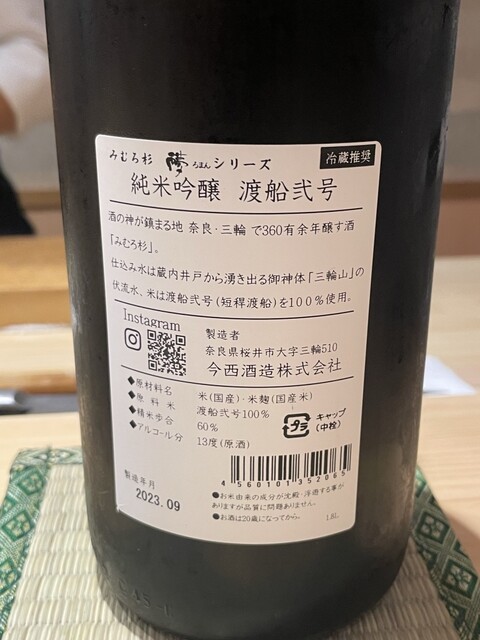 みむろ杉 夢 ろまん シリーズ 冷蔵推奨
純米吟醸 渡船弐号
酒の神が鎮まる地 奈良・三輪 で360有余年醸す酒
「みむろ杉」。
仕込み水は蔵内井戸から湧き出る御神体「三輪山」の
伏流水、米は渡船弐号(短稈渡船)を100%使用。
Instagram
製造者
奈良県桜井市大字三輪510
今西酒造株式会社
◆原材料名 米(国産)・米麹(国産米)
◆原料米 渡船弐号100%
◆精米歩合 60%
◆アルコール分 13度(原酒)
プラ キャップ
(中栓)
製造年月
2023.09
4 560101 352065
●お米由来の成分が沈殿・浮遊する事が
ありますが品質に問題ありません。
●お酒は20歳になってから。 1.8L